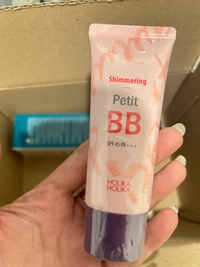 Shimmering
Petit
BB
SPF 45 PA+++
HOLIKA
HOLIKA